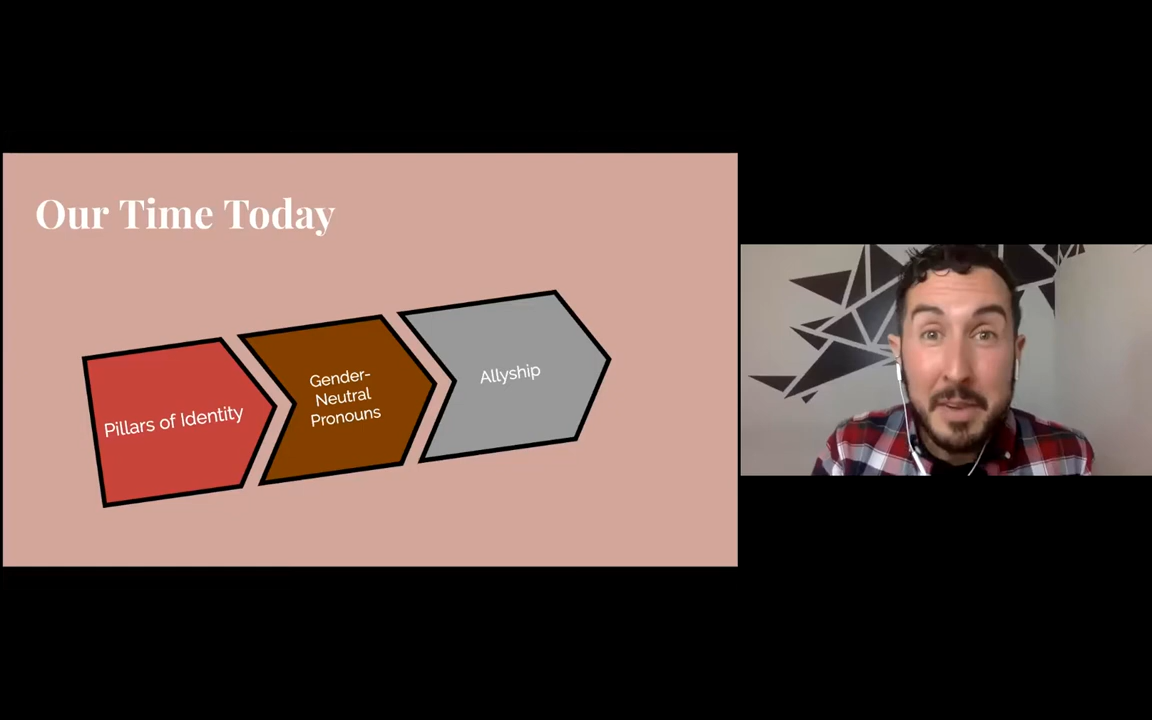 Our Time Today
Pillars of Identity
Gender-
Neutral
Pronouns
Allyship